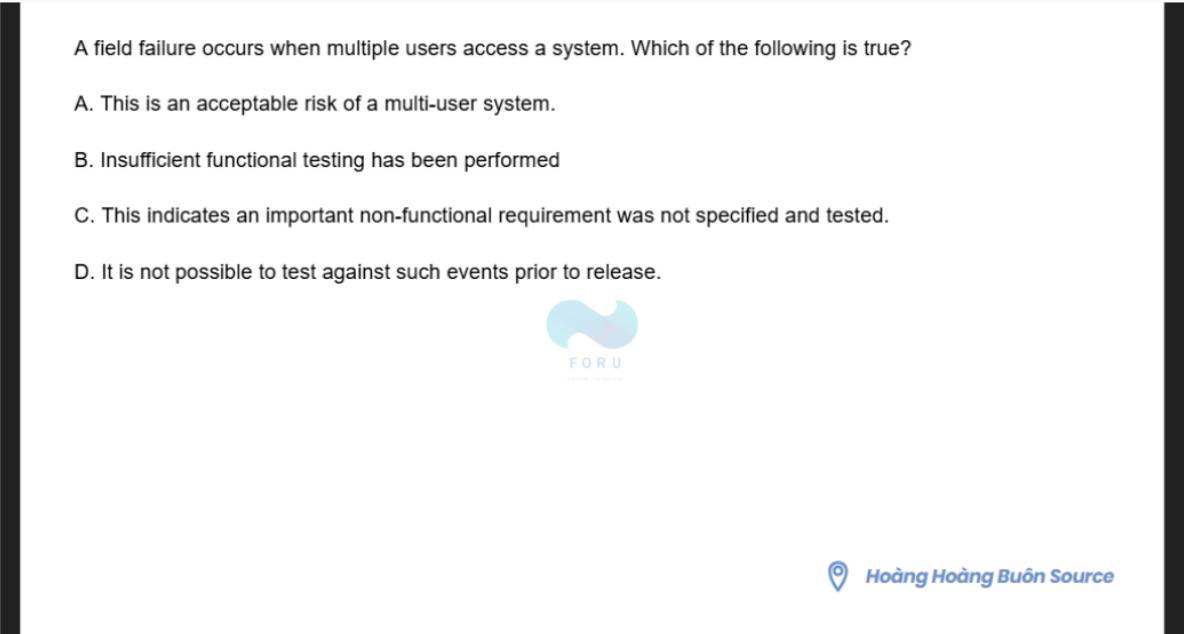 A field failure occurs when multiple users access a system. Which of the following is true?
A. This is an acceptable risk of a multi-user system.
B. Insufficient functional testing has been performed
C. This indicates an important non-functional requirement was not specified and tested.
D. It is not possible to test against such events prior to release.
FORU
Hoàng Hoàng Buôn Source